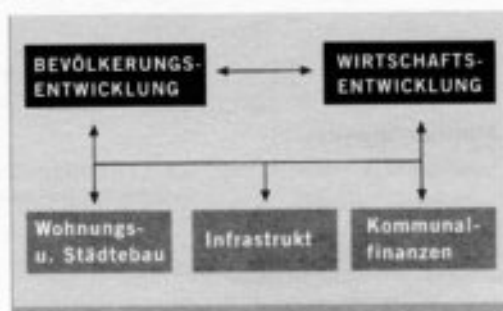 BEVÖLKERUNGS-
ENTWICKLUNG
WIRTSCHAFTS-
ENTWICKLUNG
Wohnungs-
u. Städtebau
Infrastrukt
Kommunal-
finanzen